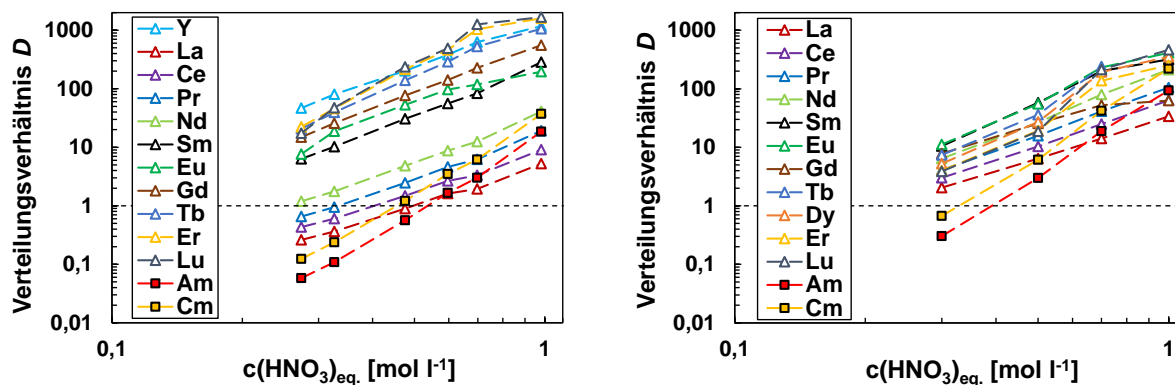 Verteilungsverhältnis D
1000
100
10
1
0,1
0,01
Y
La
Ce
Pr
Nd
Sm
Eu
Gd
Tb
Er
Lu
Am
Cm
0,1
1
c(HNO₃)eq. [mol l⁻¹]
Verteilungsverhältnis D
1000
100
10
1
0,1
0,01
La
Ce
Pr
Nd
Sm
Eu
Gd
Tb
Dy
Er
Lu
Am
Cm
0,1
1
c(HNO₃)eq. [mol l⁻¹]